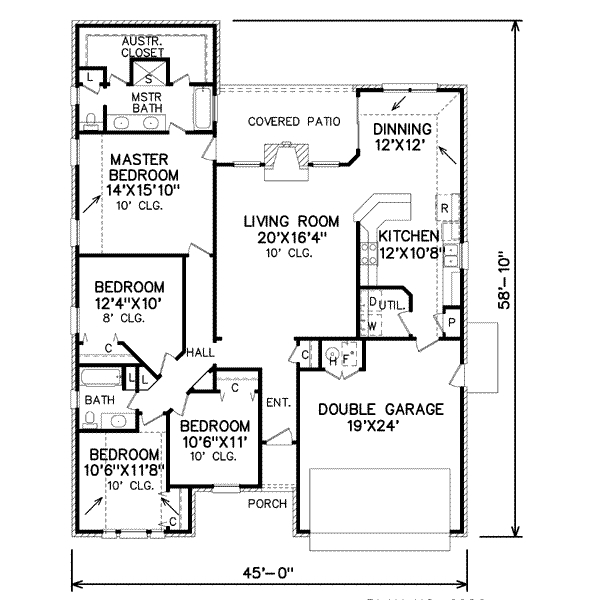 AUSTR.
CLOSET
L
S
MSTR
BATH
COVERED PATIO
DINNING
12'X12'
MASTER
BEDROOM
14'X15'10"
10' CLG.
R
LIVING ROOM
20'X16'4"
10' CLG.
KITCHEN
12'X10'8"
58'-10"
BEDROOM
12'4"X10'
8' CLG.
D
UTIL.
W
P
C
HALL
C
H
F
L
L
C
BATH
ENT.
DOUBLE GARAGE
19'X24'
BEDROOM
10'6"X11'
10' CLG.
BEDROOM
10'6"X11'8"
10' CLG.
C
PORCH
45'-0"